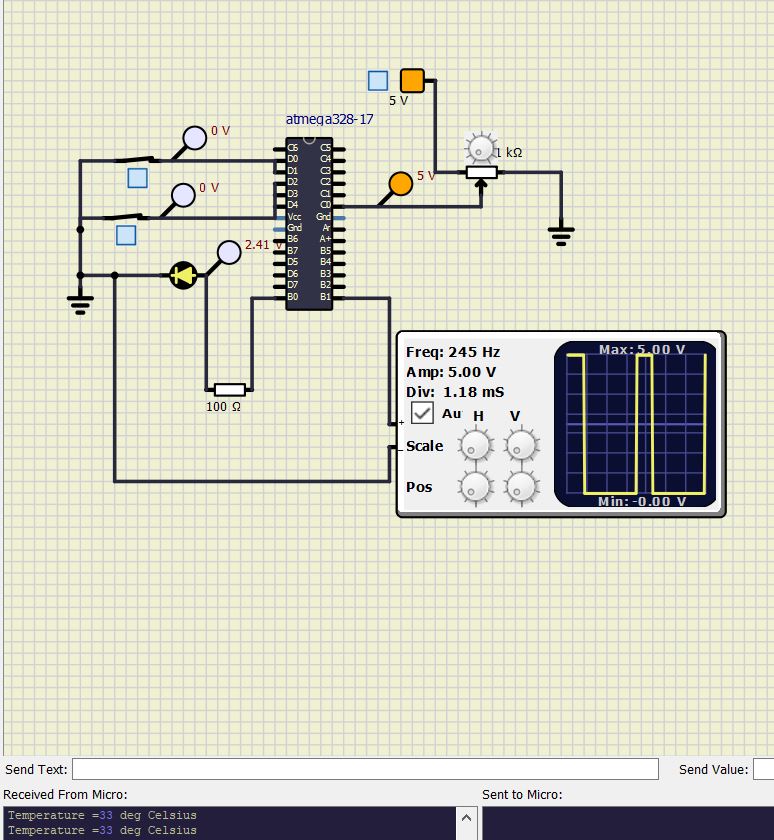 5 V
atmega328-17
0 V
1 kΩ
5 V
0 V
2.41 V
C6 C5
D0 C4
D1 C3
D2 C2
D3 C1
D4 C0
Vcc Gnd
Gnd Ar
B6 A+
B7 B5
D5 B4
D6 B3
D7 B2
B0 B1
100 Ω
Freq: 245 Hz
Amp: 5.00 V
Div: 1.18 mS
Au H V
+
Scale
-
Pos
Max: 5.00 V
Min: -0.00 V
Send Text: Send Value:
Received From Micro: Sent to Micro:
Temperature =33 deg Celsius
Temperature =33 deg Celsius